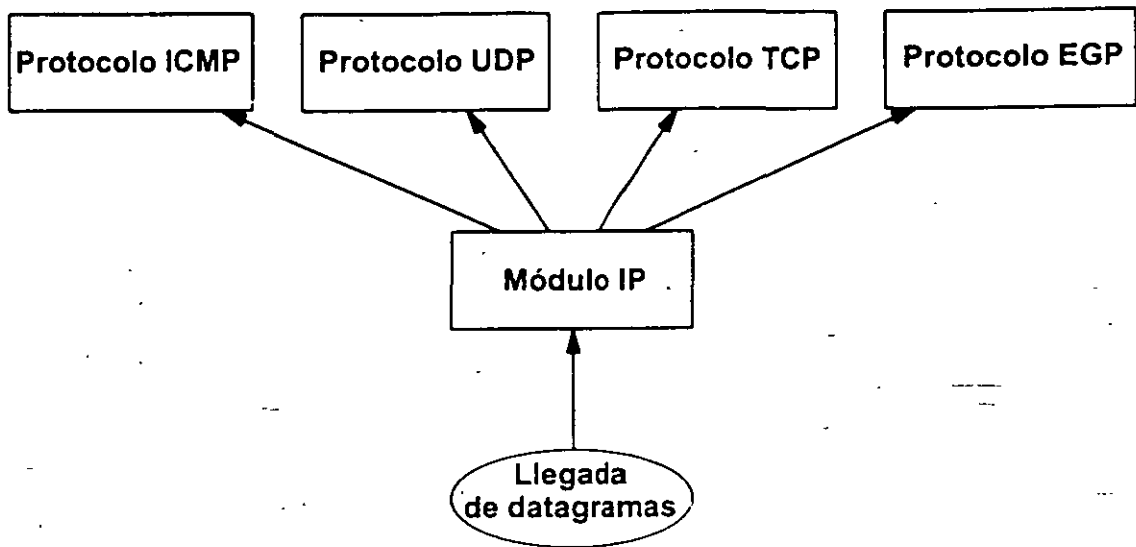 Protocolo ICMP
Protocolo UDP
Protocolo TCP
Protocolo EGP
Módulo IP
Llegada
de datagramas